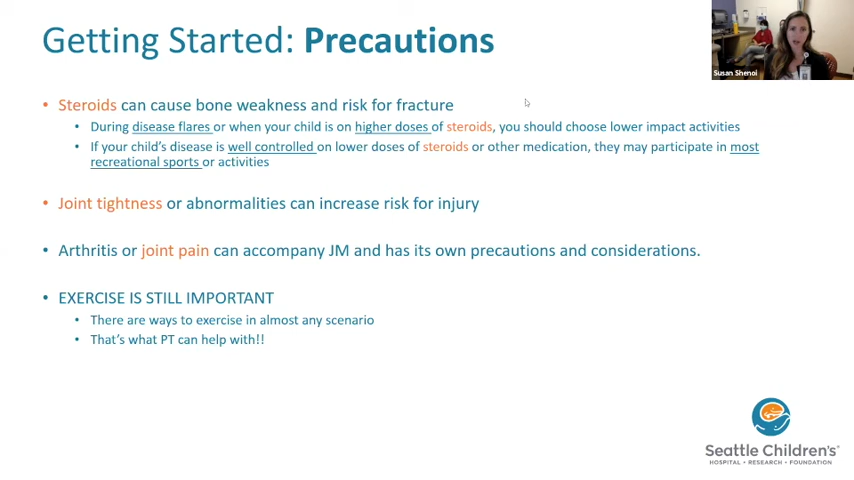 Getting Started: Precautions
Susan Shenoi
• Steroids can cause bone weakness and risk for fracture
• During disease flares or when your child is on higher doses of steroids, you should choose lower impact activities
• If your child's disease is well controlled on lower doses of steroids or other medication, they may participate in most
recreational sports or activities
• Joint tightness or abnormalities can increase risk for injury
• Arthritis or joint pain can accompany JM and has its own precautions and considerations.
• EXERCISE IS STILL IMPORTANT
• There are ways to exercise in almost any scenario
• That's what PT can help with!!
Seattle Children's®
HOSPITAL • RESEARCH • FOUNDATION